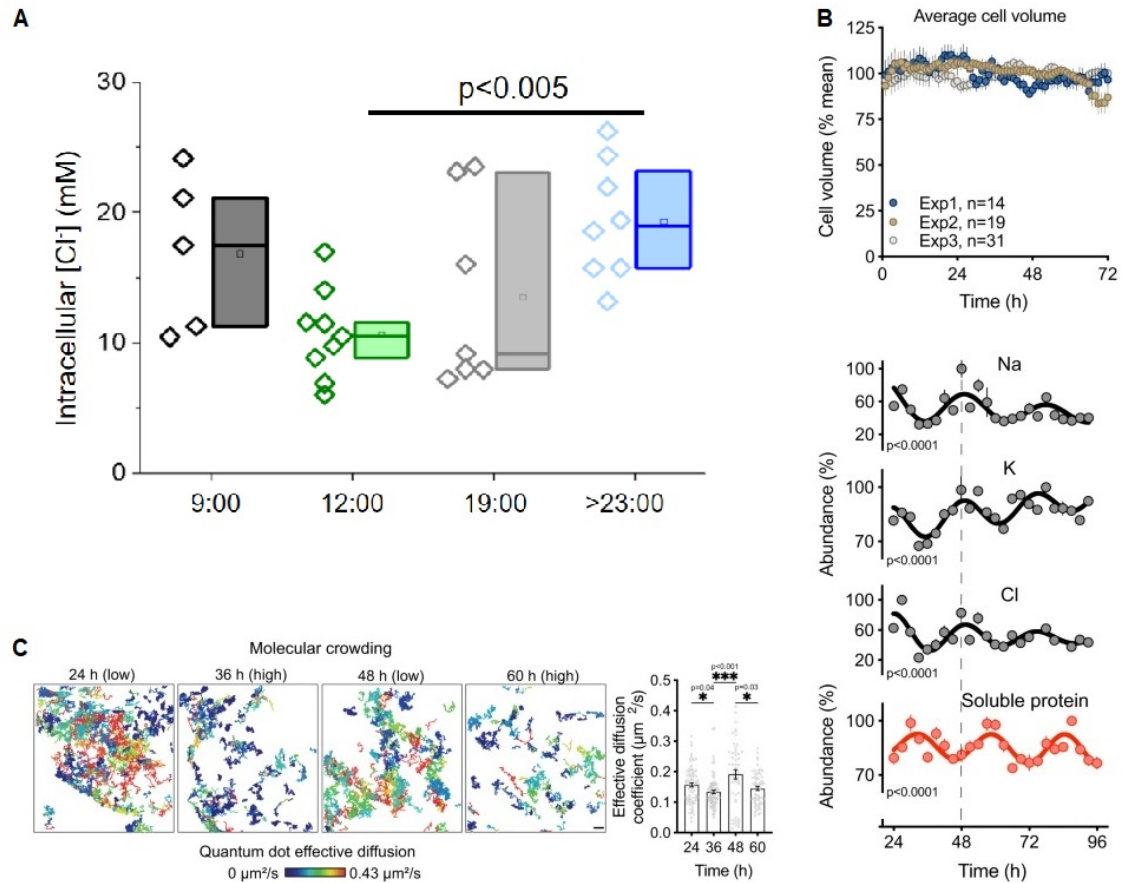 A
30
20
10
0
Intracellular [Cl-] (mM)
p<0.005
9:00
12:00
19:00
>23:00
B
Average cell volume
125
100
75
50
25
0
Cell volume (% mean)
Exp1, n=14
Exp2, n=19
Exp3, n=31
0
24
48
72
Time (h)
Na
100
60
20
p<0.0001
K
100
70
p<0.0001
Abundance (%)
Cl
100
60
20
p<0.0001
Soluble protein
100
70
p<0.0001
Abundance (%)
24
48
72
96
Time (h)
C
Molecular crowding
24 h (low)
36 h (high)
48 h (low)
60 h (high)
Quantum dot effective diffusion
0 µm²/s
0.43 µm²/s
Effective diffusion
coefficient (µm ²/s)
0.5
0.4
0.3
0.2
0.1
0.0
p<0.001
***
p=0.04
*
p=0.03
*
24 36 48 60
Time (h)